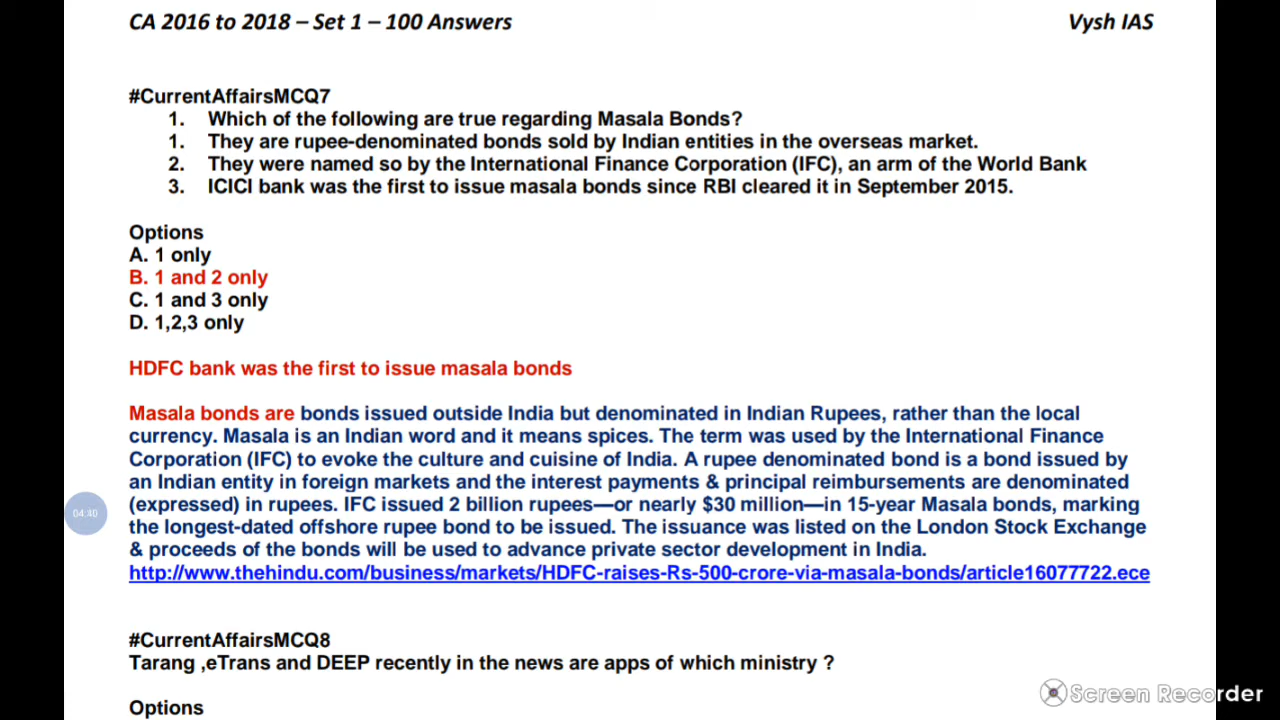 CA 2016 to 2018 – Set 1 – 100 Answers Vysh IAS
#CurrentAffairsMCQ7
1. Which of the following are true regarding Masala Bonds?
1. They are rupee-denominated bonds sold by Indian entities in the overseas market.
2. They were named so by the International Finance Corporation (IFC), an arm of the World Bank
3. ICICI bank was the first to issue masala bonds since RBI cleared it in September 2015.
Options
A. 1 only
B. 1 and 2 only
C. 1 and 3 only
D. 1,2,3 only
HDFC bank was the first to issue masala bonds
Masala bonds are bonds issued outside India but denominated in Indian Rupees, rather than the local
currency. Masala is an Indian word and it means spices. The term was used by the International Finance
Corporation (IFC) to evoke the culture and cuisine of India. A rupee denominated bond is a bond issued by
an Indian entity in foreign markets and the interest payments & principal reimbursements are denominated
(expressed) in rupees. IFC issued 2 billion rupees—or nearly $30 million—in 15-year Masala bonds, marking
04:40
the longest-dated offshore rupee bond to be issued. The issuance was listed on the London Stock Exchange
& proceeds of the bonds will be used to advance private sector development in India.
http://www.thehindu.com/business/markets/HDFC-raises-Rs-500-crore-via-masala-bonds/article16077722.ece
#CurrentAffairsMCQ8
Tarang ,eTrans and DEEP recently in the news are apps of which ministry ?
Options
Screen Recorder